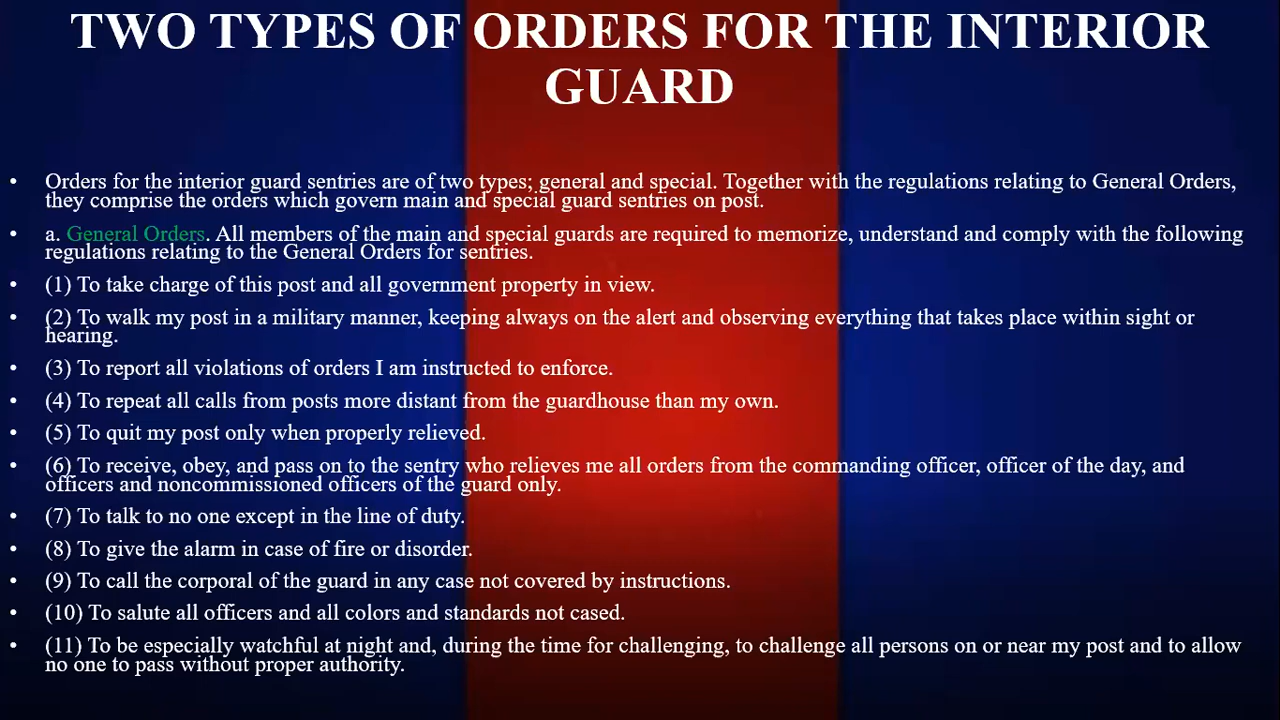 TWO TYPES OF ORDERS FOR THE INTERIOR
GUARD
• Orders for the interior guard sentries are of two types; general and special. Together with the regulations relating to General Orders,
they comprise the orders which govern main and special guard sentries on post.
• a. General Orders. All members of the main and special guards are required to memorize, understand and comply with the following
regulations relating to the General Orders for sentries.
• (1) To take charge of this post and all government property in view.
• (2) To walk my post in a military manner, keeping always on the alert and observing everything that takes place within sight or
hearing.
• (3) To report all violations of orders I am instructed to enforce.
• (4) To repeat all calls from posts more distant from the guardhouse than my own.
• (5) To quit my post only when properly relieved.
• (6) To receive, obey, and pass on to the sentry who relieves me all orders from the commanding officer, officer of the day, and
officers and noncommissioned officers of the guard only.
• (7) To talk to no one except in the line of duty.
• (8) To give the alarm in case of fire or disorder.
• (9) To call the corporal of the guard in any case not covered by instructions.
• (10) To salute all officers and all colors and standards not cased.
• (11) To be especially watchful at night and, during the time for challenging, to challenge all persons on or near my post and to allow
no one to pass without proper authority.